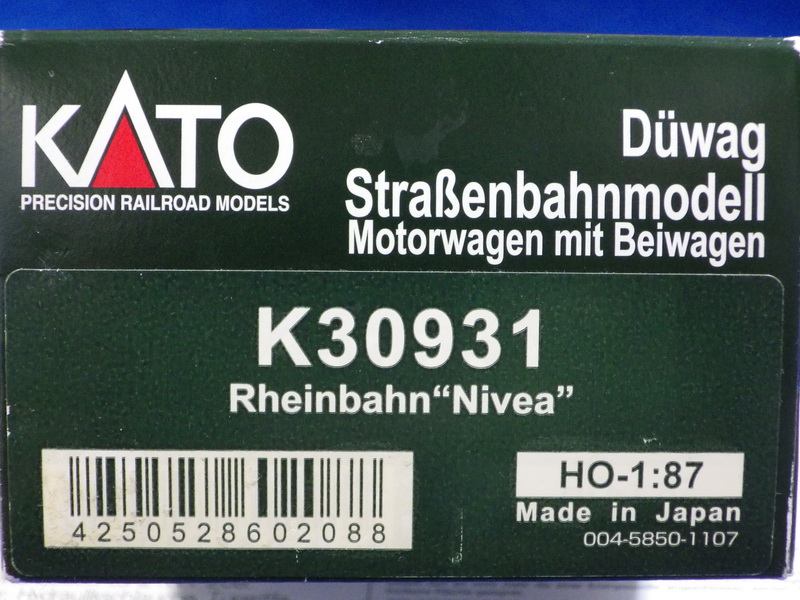 KATO
PRECISION RAILROAD MODELS
Düwag
Straßenbahnmodell
Motorwagen mit Beiwagen
K30931
Rheinbahn“Nivea”
4250528602088
HO-1:87
Made in Japan
004-5850-1107